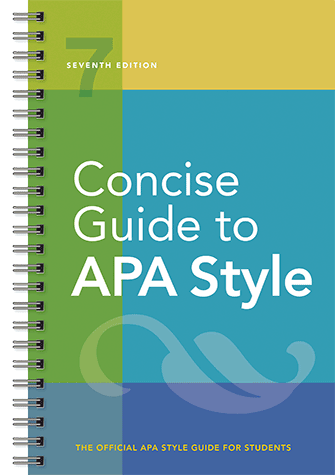 7
SEVENTH EDITION
Concise
Guide to
APA Style
THE OFFICIAL APA STYLE GUIDE FOR STUDENTS